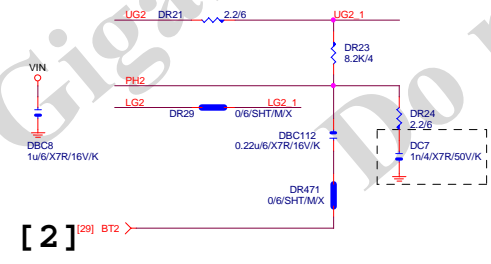 UG2 DR21 2.2/6 UG2_1
DR23
8.2K/4
VIN
PH2
LG2 LG2_1
DR29 0/6/SHT/M/X
DR24
2.2/6
DBC112
0.22u/6/X7R/16V/K
DC7
1n/4/X7R/50V/K
DBC8
1u/6/X7R/16V/K
DR471
0/6/SHT/M/X
[2] [29] BT2
Giga
Do n